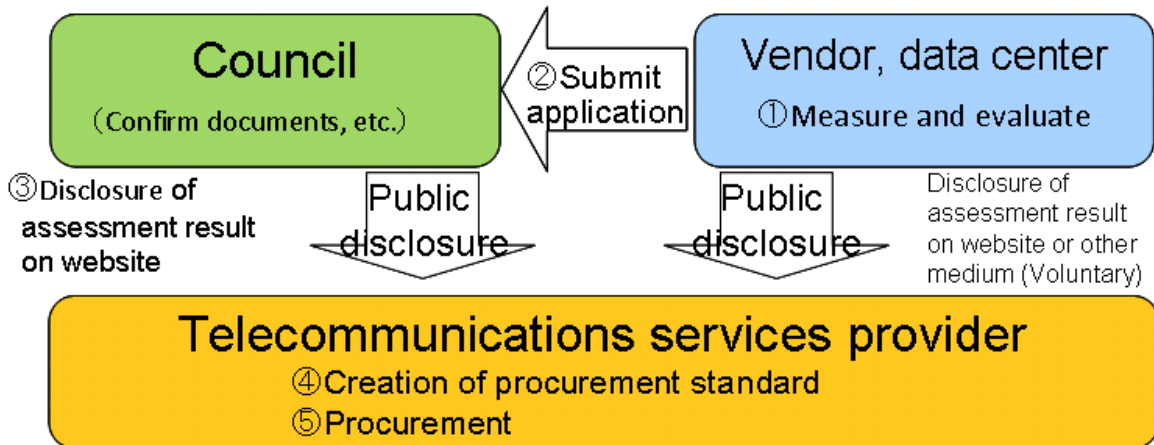 Council
（Confirm documents, etc.）
②Submit
application
Vendor, data center
①Measure and evaluate
③Disclosure of
assessment result
on website
Public
disclosure
Public
disclosure
Disclosure of
assessment result
on website or other
medium (Voluntary)
Telecommunications services provider
④Creation of procurement standard
⑤Procurement